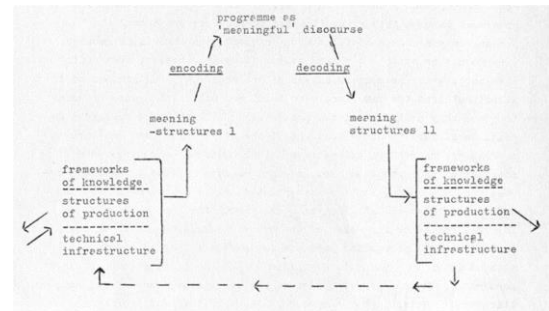 programme as
'meaningful' discourse
encoding
decoding
meaning
-structures 1
meaning
structures 11
frameworks
of knowledge
structures
of production
technical
infrastructure
frameworks
of knowledge
structures
of production
technical
infrastructure